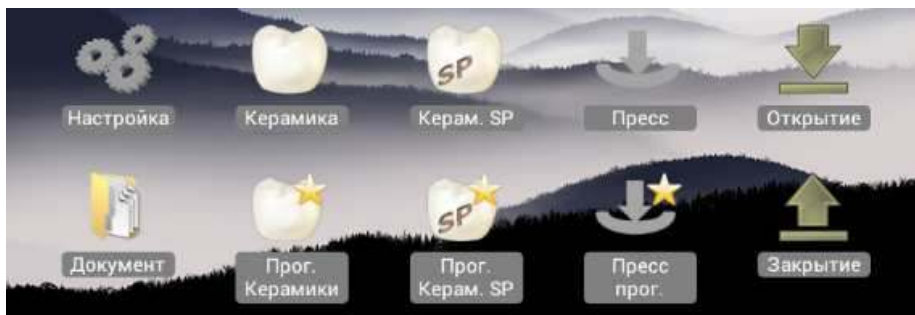 SP
Настройка
Керамика
Керам. SP
Пресс
Открытие
SP
Документ
Прог.
Керамики
Прог.
Керам. SP
Пресс
прог.
Закрытие